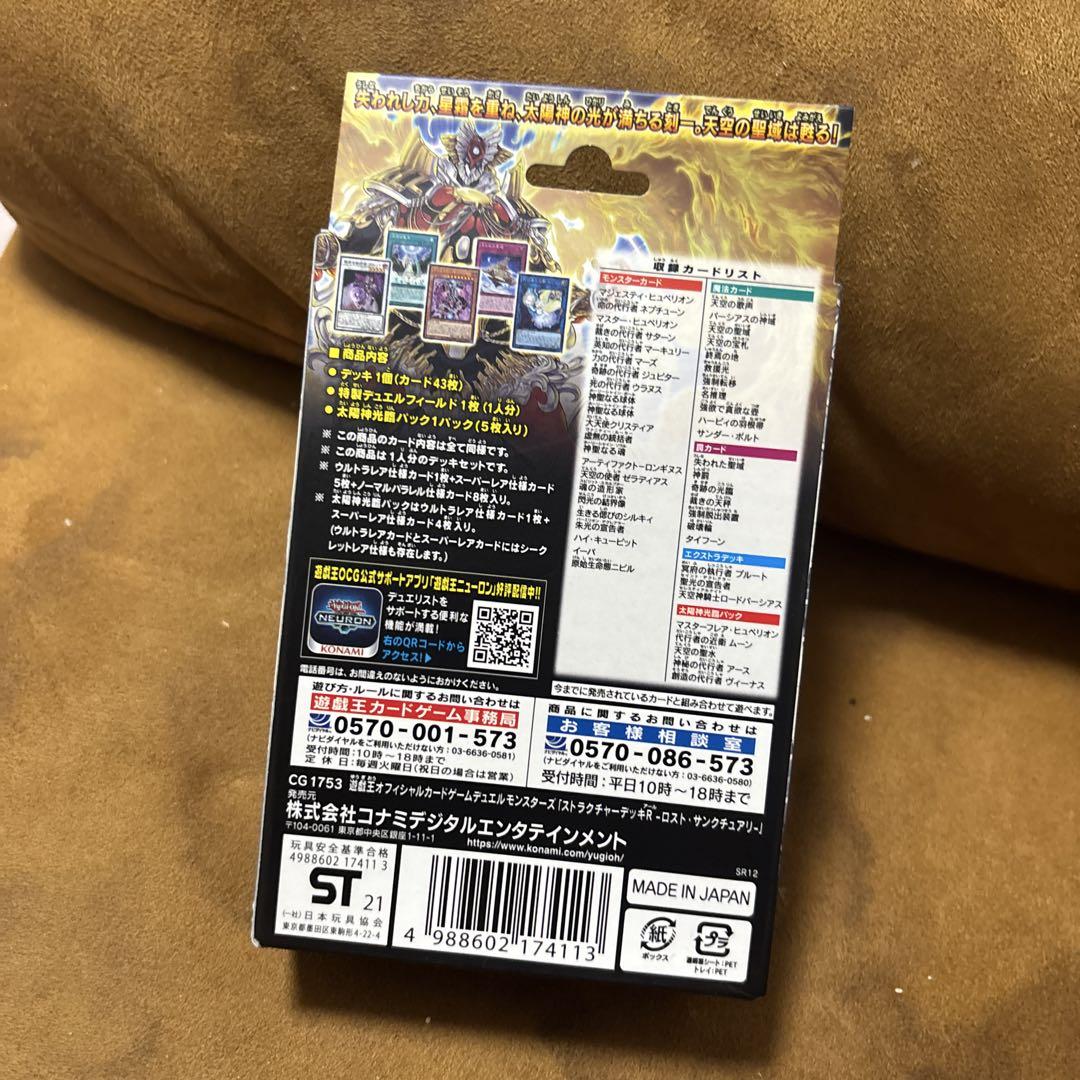 失われし力、星霜を重ね、太陽神の光が満ちる刻―。天空の聖域は甦る!
■ 商品内容
● デッキ1個(カード43枚)
● 特製デュエルフィールド1枚(1人分)
● 太陽神光臨パック1パック(5枚入り)
※ この商品のカード内容は全て同様です。
※ この商品は1人分のデッキセットです。
※ ウルトラレア仕様カード1枚+スーパーレア仕様カード
5枚+ノーマルパラレル仕様カード8枚入り。
※ 太陽神光臨パックはウルトラレア仕様カード1枚+
スーパーレア仕様カード4枚入り。
(ウルトラレアカードとスーパーレアカードにはシーク
レットレア仕様も存在します。)
遊戯王OCG公式サポートアプリ「遊戯王ニューロン」好評配信中!!
Yu-Gi-Oh!
NEURON
KONAMI
デュエリストを
サポートする便利な
機能が満載!
右のQRコードから
アクセス!▶
電話番号は、お間違えのないようにおかけください。
収録カードリスト
モンスターカード
マジェスティ・ヒュペリオン
命の代行者 ネプチューン
マスター・ヒュペリオン
裁きの代行者 サターン
英知の代行者 マーキュリー
力の代行者 マーズ
奇跡の代行者 ジュピター
死の代行者 ウラヌス
神聖なる球体
神聖なる球体
大天使クリスティア
虚無の統括者
神聖なる魂
アーティファクト-ロンギヌス
天空の使者 ゼラディアス
魂の造形家
閃光の結界像
生きる偲びのシルキィ
朱光の宣告者
ハイ・キューピット
イーバ
原始生命態ニビル
魔法カード
天空の歌声
パーシアスの神域
天空の聖域
天空の宝札
終焉の地
救援光
強制転移
名推理
強欲で貪欲な壺
ハーピィの羽根帚
サンダー・ボルト
罠カード
失われた聖域
神罰
奇跡の光臨
裁きの天秤
強制脱出装置
破壊輪
タイフーン
エクストラデッキ
冥府の執行者 プルート
聖光の宣告者
天空神騎士ロードパーシアス
太陽神光臨パック
マスターフレア・ヒュペリオン
代行者の近衛 ムーン
天空の聖水
神秘の代行者 アース
創造の代行者 ヴィーナス
今までに発売されているカードと組み合わせて遊べます。
遊び方・ルールに関するお問い合わせは
遊戯王カードゲーム事務局
0570-001-573
(ナビダイヤルをご利用いただけない方:03-6636-0581)
受付時間:10時~18時まで
定休日:毎週火曜日(祝日の場合は営業)
商品に関するお問い合わせは
お客様相談室
0570-086-573
(ナビダイヤルをご利用いただけない方:03-6636-0580)
受付時間:平日10時~18時まで
CG1753 遊戯王オフィシャルカードゲームデュエルモンスターズ「ストラクチャーデッキR -ロスト・サンクチュアリ-」
発売元
株式会社コナミデジタルエンタテインメント
〒104-0061 東京都中央区銀座1-11-1
https://www.konami.com/yugioh/
SR12
玩具安全基準合格
4988602 17411 3
ST 21
(一社)日本玩具協会
東京都墨田区東駒形4-22-4
4 988602 174113
MADE IN JAPAN
紙
ボックス
プラ
遊戯盤シート:PET
トレイ:PET